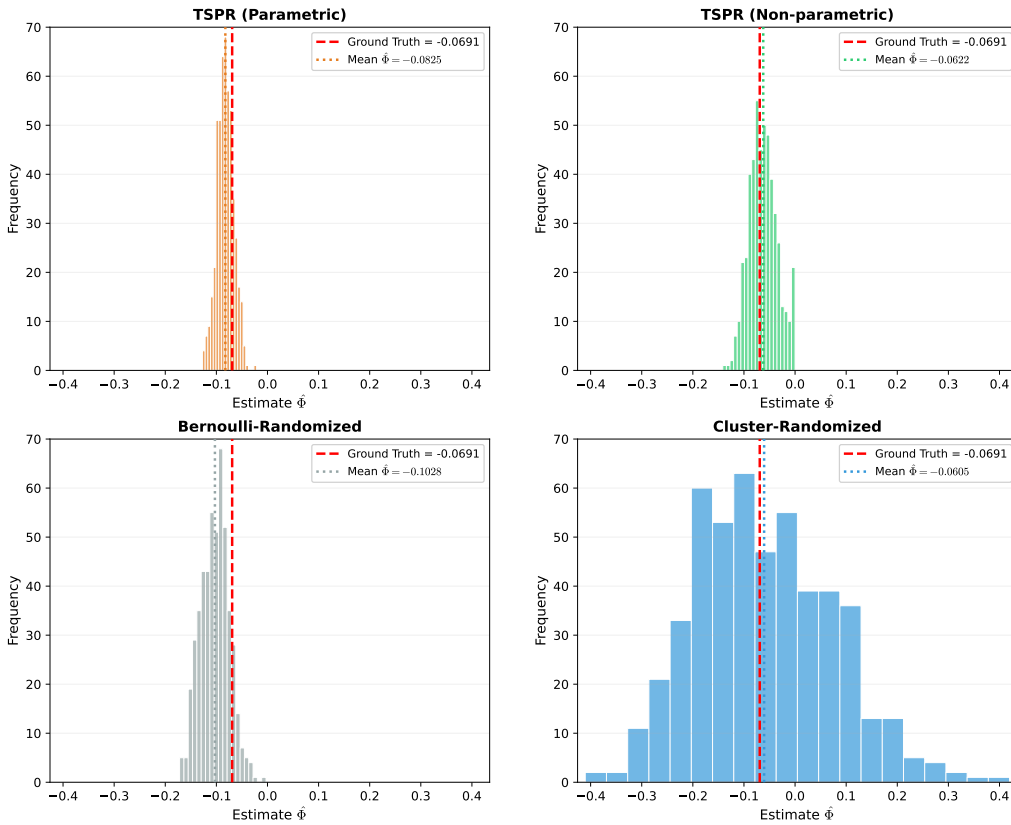 TSPR (Parametric)
Ground Truth = -0.0691
Mean Φ̂ = −0.0825
Frequency
70
60
50
40
30
20
10
0
−0.4 −0.3 −0.2 −0.1 0.0 0.1 0.2 0.3 0.4
Estimate Φ̂
TSPR (Non-parametric)
Ground Truth = -0.0691
Mean Φ̂ = −0.0622
Frequency
70
60
50
40
30
20
10
0
−0.4 −0.3 −0.2 −0.1 0.0 0.1 0.2 0.3 0.4
Estimate Φ̂
Bernoulli-Randomized
Ground Truth = -0.0691
Mean Φ̂ = −0.1028
Frequency
70
60
50
40
30
20
10
0
−0.4 −0.3 −0.2 −0.1 0.0 0.1 0.2 0.3 0.4
Estimate Φ̂
Cluster-Randomized
Ground Truth = -0.0691
Mean Φ̂ = −0.0605
Frequency
70
60
50
40
30
20
10
0
−0.4 −0.3 −0.2 −0.1 0.0 0.1 0.2 0.3 0.4
Estimate Φ̂